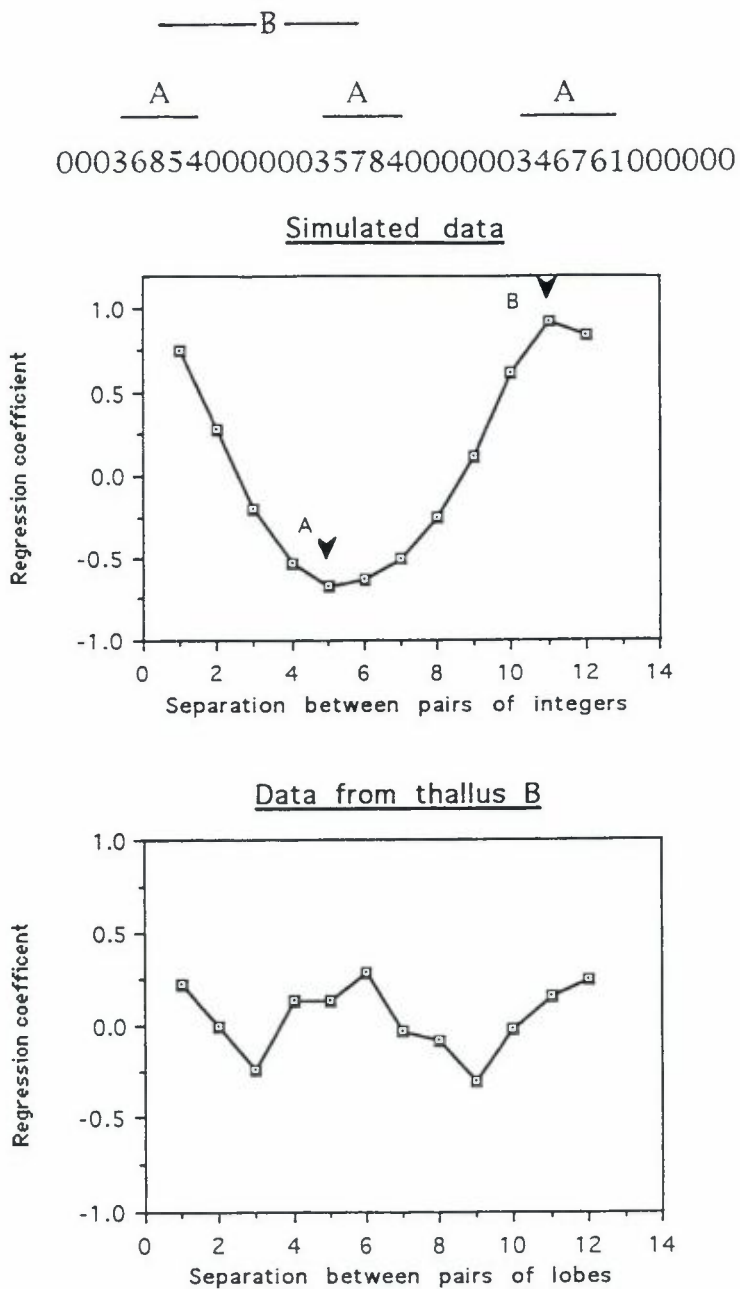 B
A A A
0003685400000035784000000346761000000
Simulated data
Regression coefficient
1.0
0.5
0.0
-0.5
-1.0
A
B
0 2 4 6 8 10 12 14
Separation between pairs of integers
Data from thallus B
Regression coefficent
1.0
0.5
0.0
-0.5
-1.0
0 2 4 6 8 10 12 14
Separation between pairs of lobes